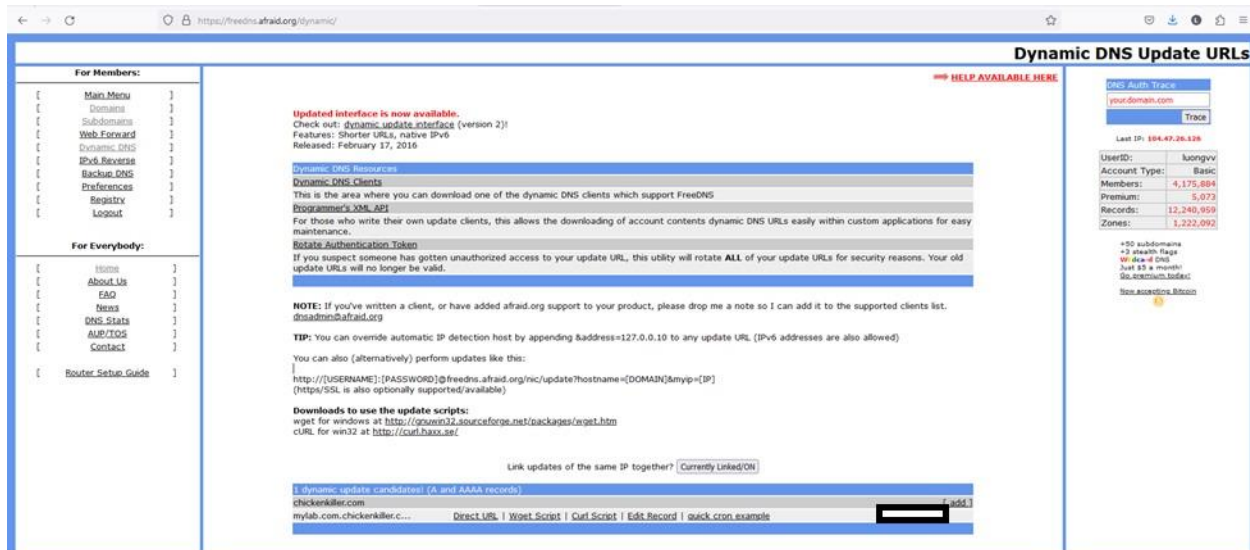 https://freedns.afraid.org/dynamic/
Dynamic DNS Update URLs
For Members:
[ Main Menu ]
[ Domains ]
[ Subdomains ]
[ Web Forward ]
[ Dynamic DNS ]
[ IPv6 Reverse ]
[ Backup DNS ]
[ Preferences ]
[ Registry ]
[ Logout ]
For Everybody:
[ Home ]
[ About Us ]
[ FAQ ]
[ News ]
[ DNS Stats ]
[ AUP/TOS ]
[ Contact ]
[ Router Setup Guide ]
HELP AVAILABLE HERE
Updated interface is now available.
Check out: dynamic update interface (version 2)!
Features: Shorter URLs, native IPv6
Released: February 17, 2016
Dynamic DNS Resources
Dynamic DNS Clients
This is the area where you can download one of the dynamic DNS clients which support FreeDNS
Programmer's XML API
For those who write their own update clients, this allows the downloading of account contents dynamic DNS URLs easily within custom applications for easy
maintenance.
Rotate Authentication Token
If you suspect someone has gotten unauthorized access to your update URL, this utility will rotate ALL of your update URLs for security reasons. Your old
update URLs will no longer be valid.
NOTE: If you've written a client, or have added afraid.org support to your product, please drop me a note so I can add it to the supported clients list.
dnsadmin@afraid.org
TIP: You can override automatic IP detection host by appending &address=127.0.0.10 to any update URL (IPv6 addresses are also allowed)
You can also (alternatively) perform updates like this:
http://[USERNAME]:[PASSWORD]@freedns.afraid.org/nic/update?hostname=[DOMAIN]&myip=[IP]
(https/SSL is also optionally supported/available)
Downloads to use the update scripts:
wget for windows at http://gnuwin32.sourceforge.net/packages/wget.htm
cURL for win32 at http://curl.haxx.se/
Link updates of the same IP together? Currently Linked/ON
1 dynamic update candidates! (A and AAAA records)
chickenkiller.com [ add ]
mylab.com.chickenkiller.c... Direct URL | Wget Script | Curl Script | Edit Record | quick cron example
DNS Auth Trace
your.domain.com
Trace
Last IP: 104.47.26.126
UserID: luongvv
Account Type: Basic
Members: 4,175,884
Premium: 5,073
Records: 12,240,959
Zones: 1,222,092
+50 subdomains
+3 stealth flags
Wildcard DNS
Just $5 a month!
Go premium today!
Now accepting Bitcoin